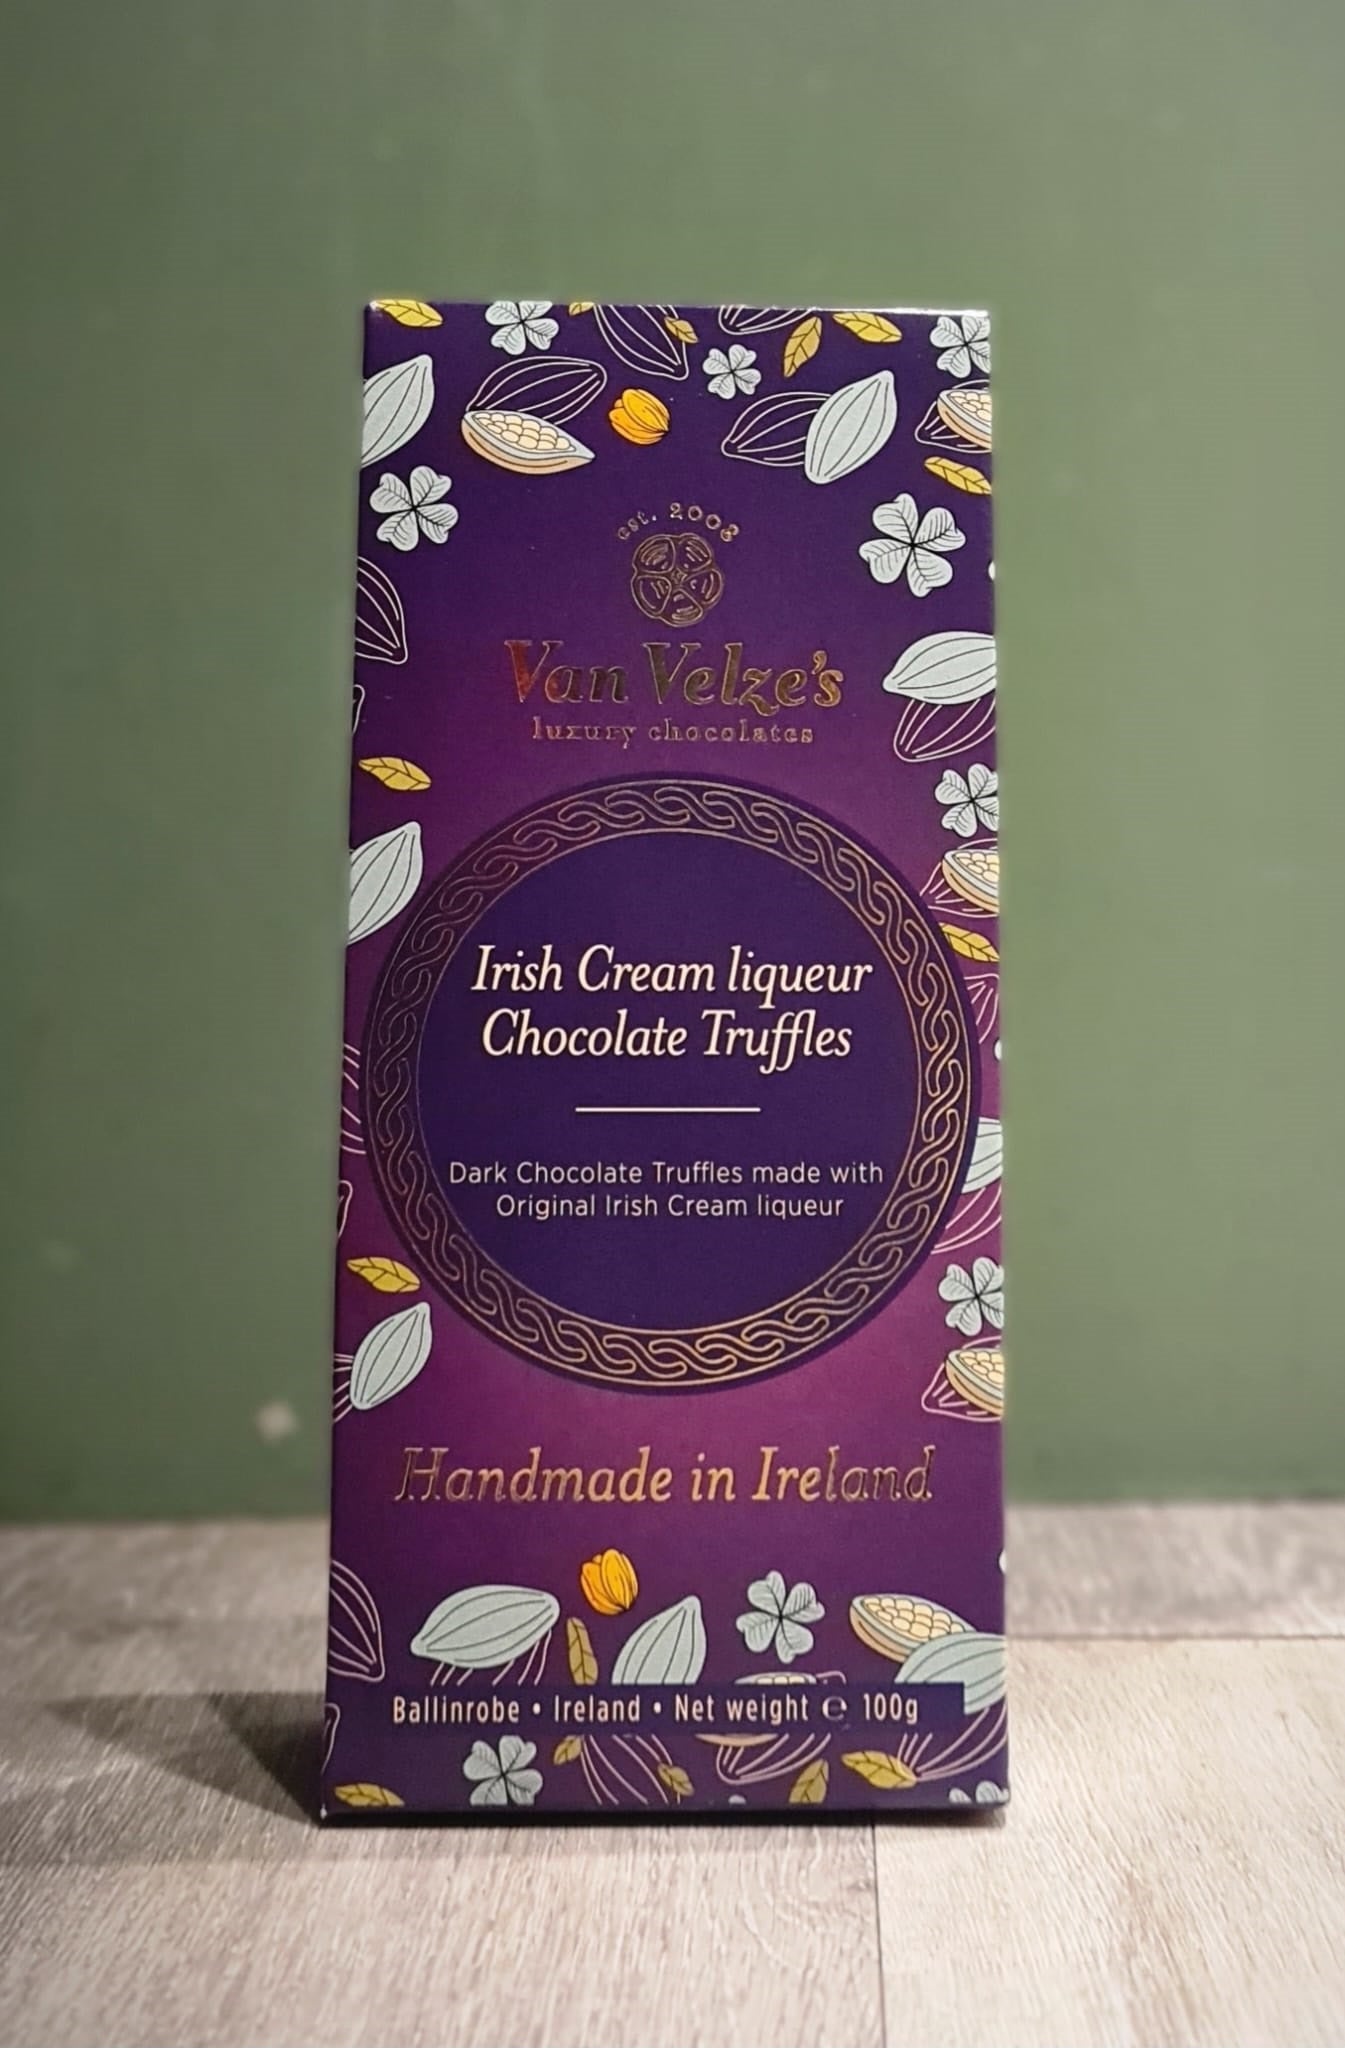 est. 2008
Van Velze's
luxury chocolates
Irish Cream liqueur
Chocolate Truffles
Dark Chocolate Truffles made with
Original Irish Cream liqueur
Handmade in Ireland
Ballinrobe • Ireland • Net weight ℮ 100g